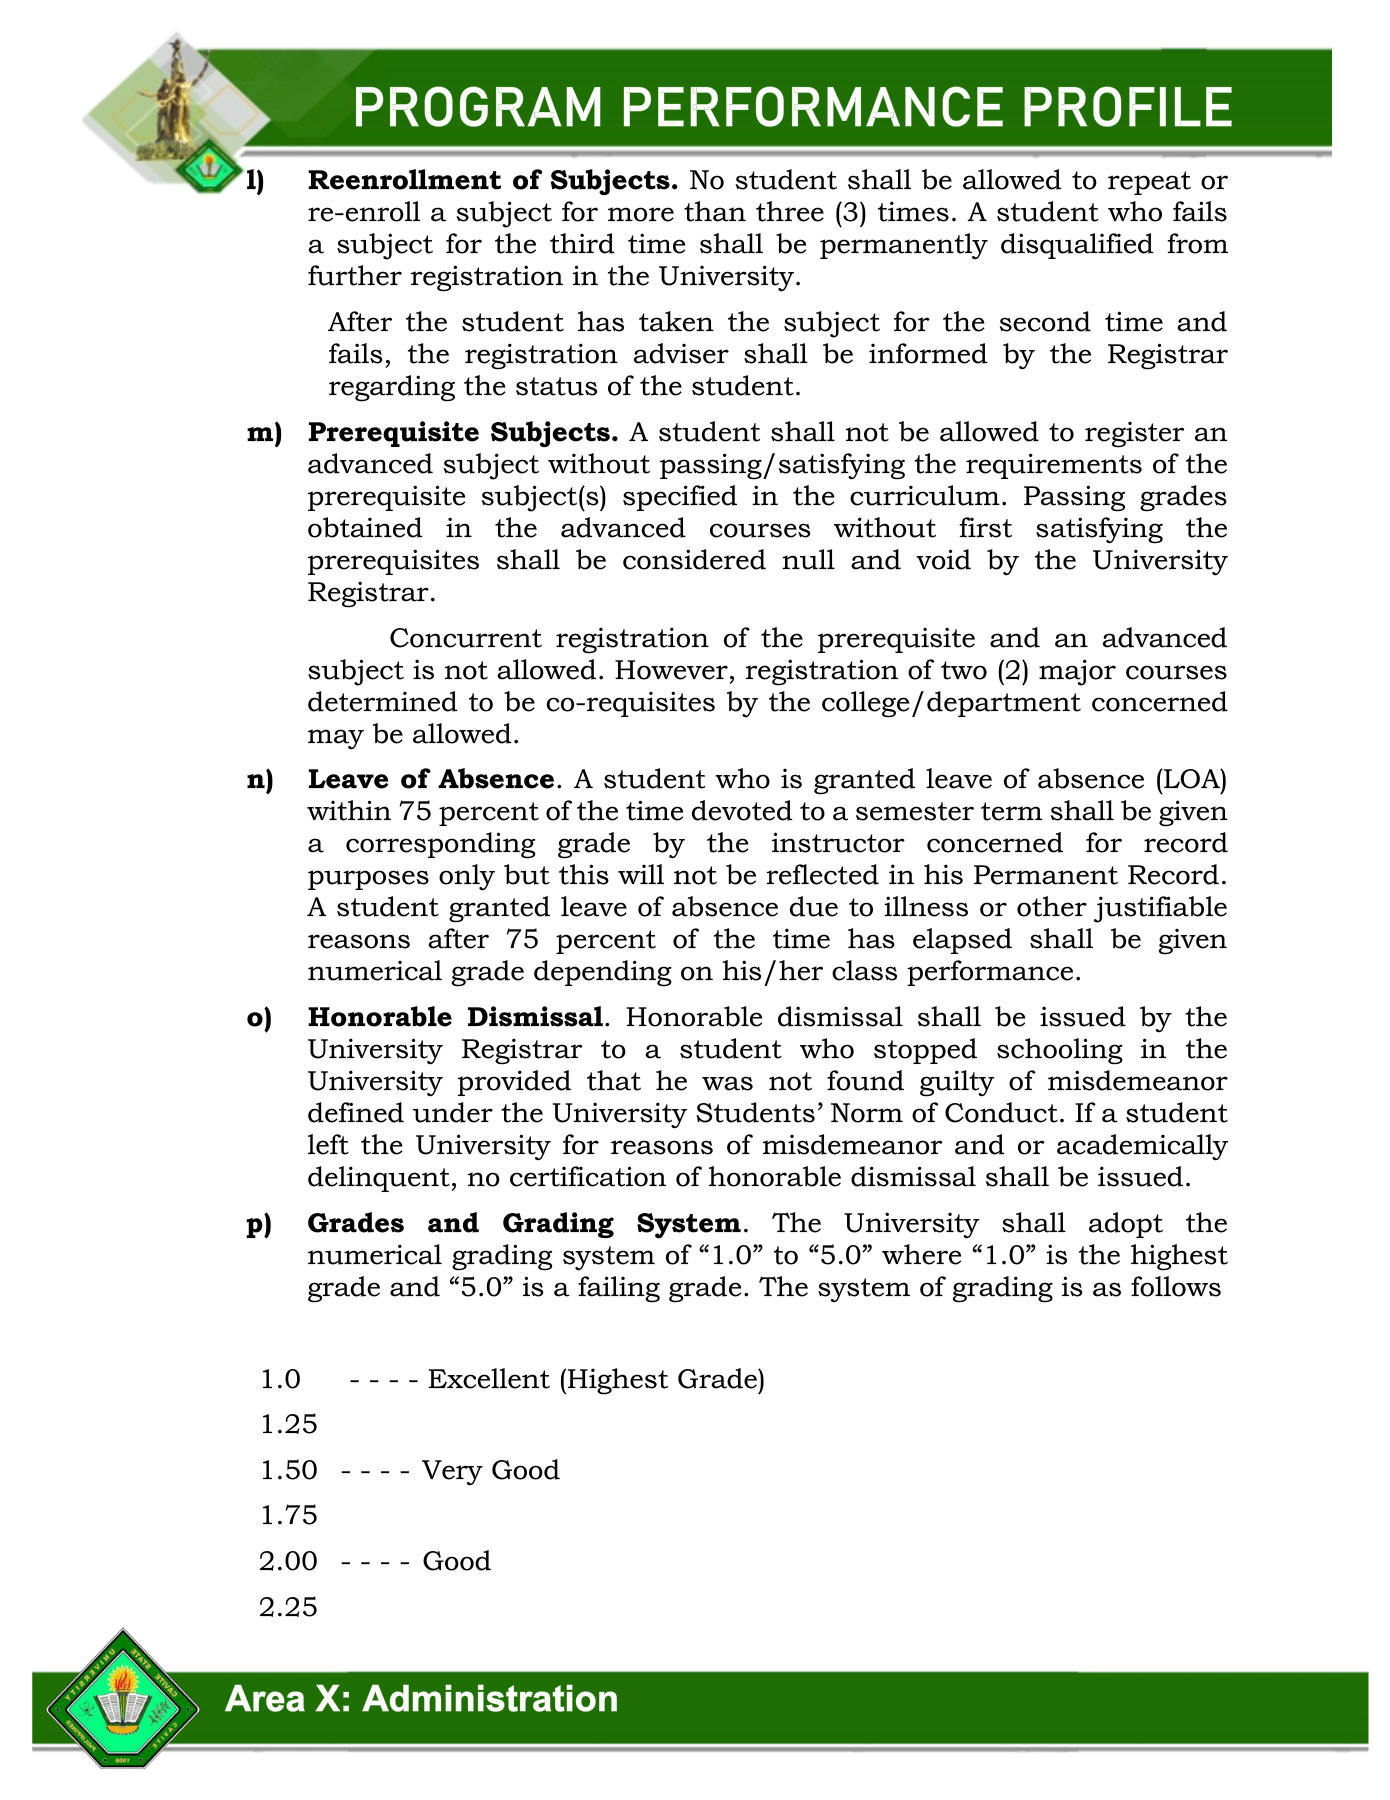 PROGRAM PERFORMANCE PROFILE
l) Reenrollment of Subjects. No student shall be allowed to repeat or
re-enroll a subject for more than three (3) times. A student who fails
a subject for the third time shall be permanently disqualified from
further registration in the University.
After the student has taken the subject for the second time and
fails, the registration adviser shall be informed by the Registrar
regarding the status of the student.
m) Prerequisite Subjects. A student shall not be allowed to register an
advanced subject without passing/satisfying the requirements of the
prerequisite subject(s) specified in the curriculum. Passing grades
obtained in the advanced courses without first satisfying the
prerequisites shall be considered null and void by the University
Registrar.
Concurrent registration of the prerequisite and an advanced
subject is not allowed. However, registration of two (2) major courses
determined to be co-requisites by the college/department concerned
may be allowed.
n) Leave of Absence. A student who is granted leave of absence (LOA)
within 75 percent of the time devoted to a semester term shall be given
a corresponding grade by the instructor concerned for record
purposes only but this will not be reflected in his Permanent Record.
A student granted leave of absence due to illness or other justifiable
reasons after 75 percent of the time has elapsed shall be given
numerical grade depending on his/her class performance.
o) Honorable Dismissal. Honorable dismissal shall be issued by the
University Registrar to a student who stopped schooling in the
University provided that he was not found guilty of misdemeanor
defined under the University Students’ Norm of Conduct. If a student
left the University for reasons of misdemeanor and or academically
delinquent, no certification of honorable dismissal shall be issued.
p) Grades and Grading System. The University shall adopt the
numerical grading system of “1.0” to “5.0” where “1.0” is the highest
grade and “5.0” is a failing grade. The system of grading is as follows
1.0 - - - - Excellent (Highest Grade)
1.25
1.50 - - - - Very Good
1.75
2.00 - - - - Good
2.25
CAVITE STATE UNIVERSITY
CAVITE
PHILIPPINES
1906
Area X: Administration